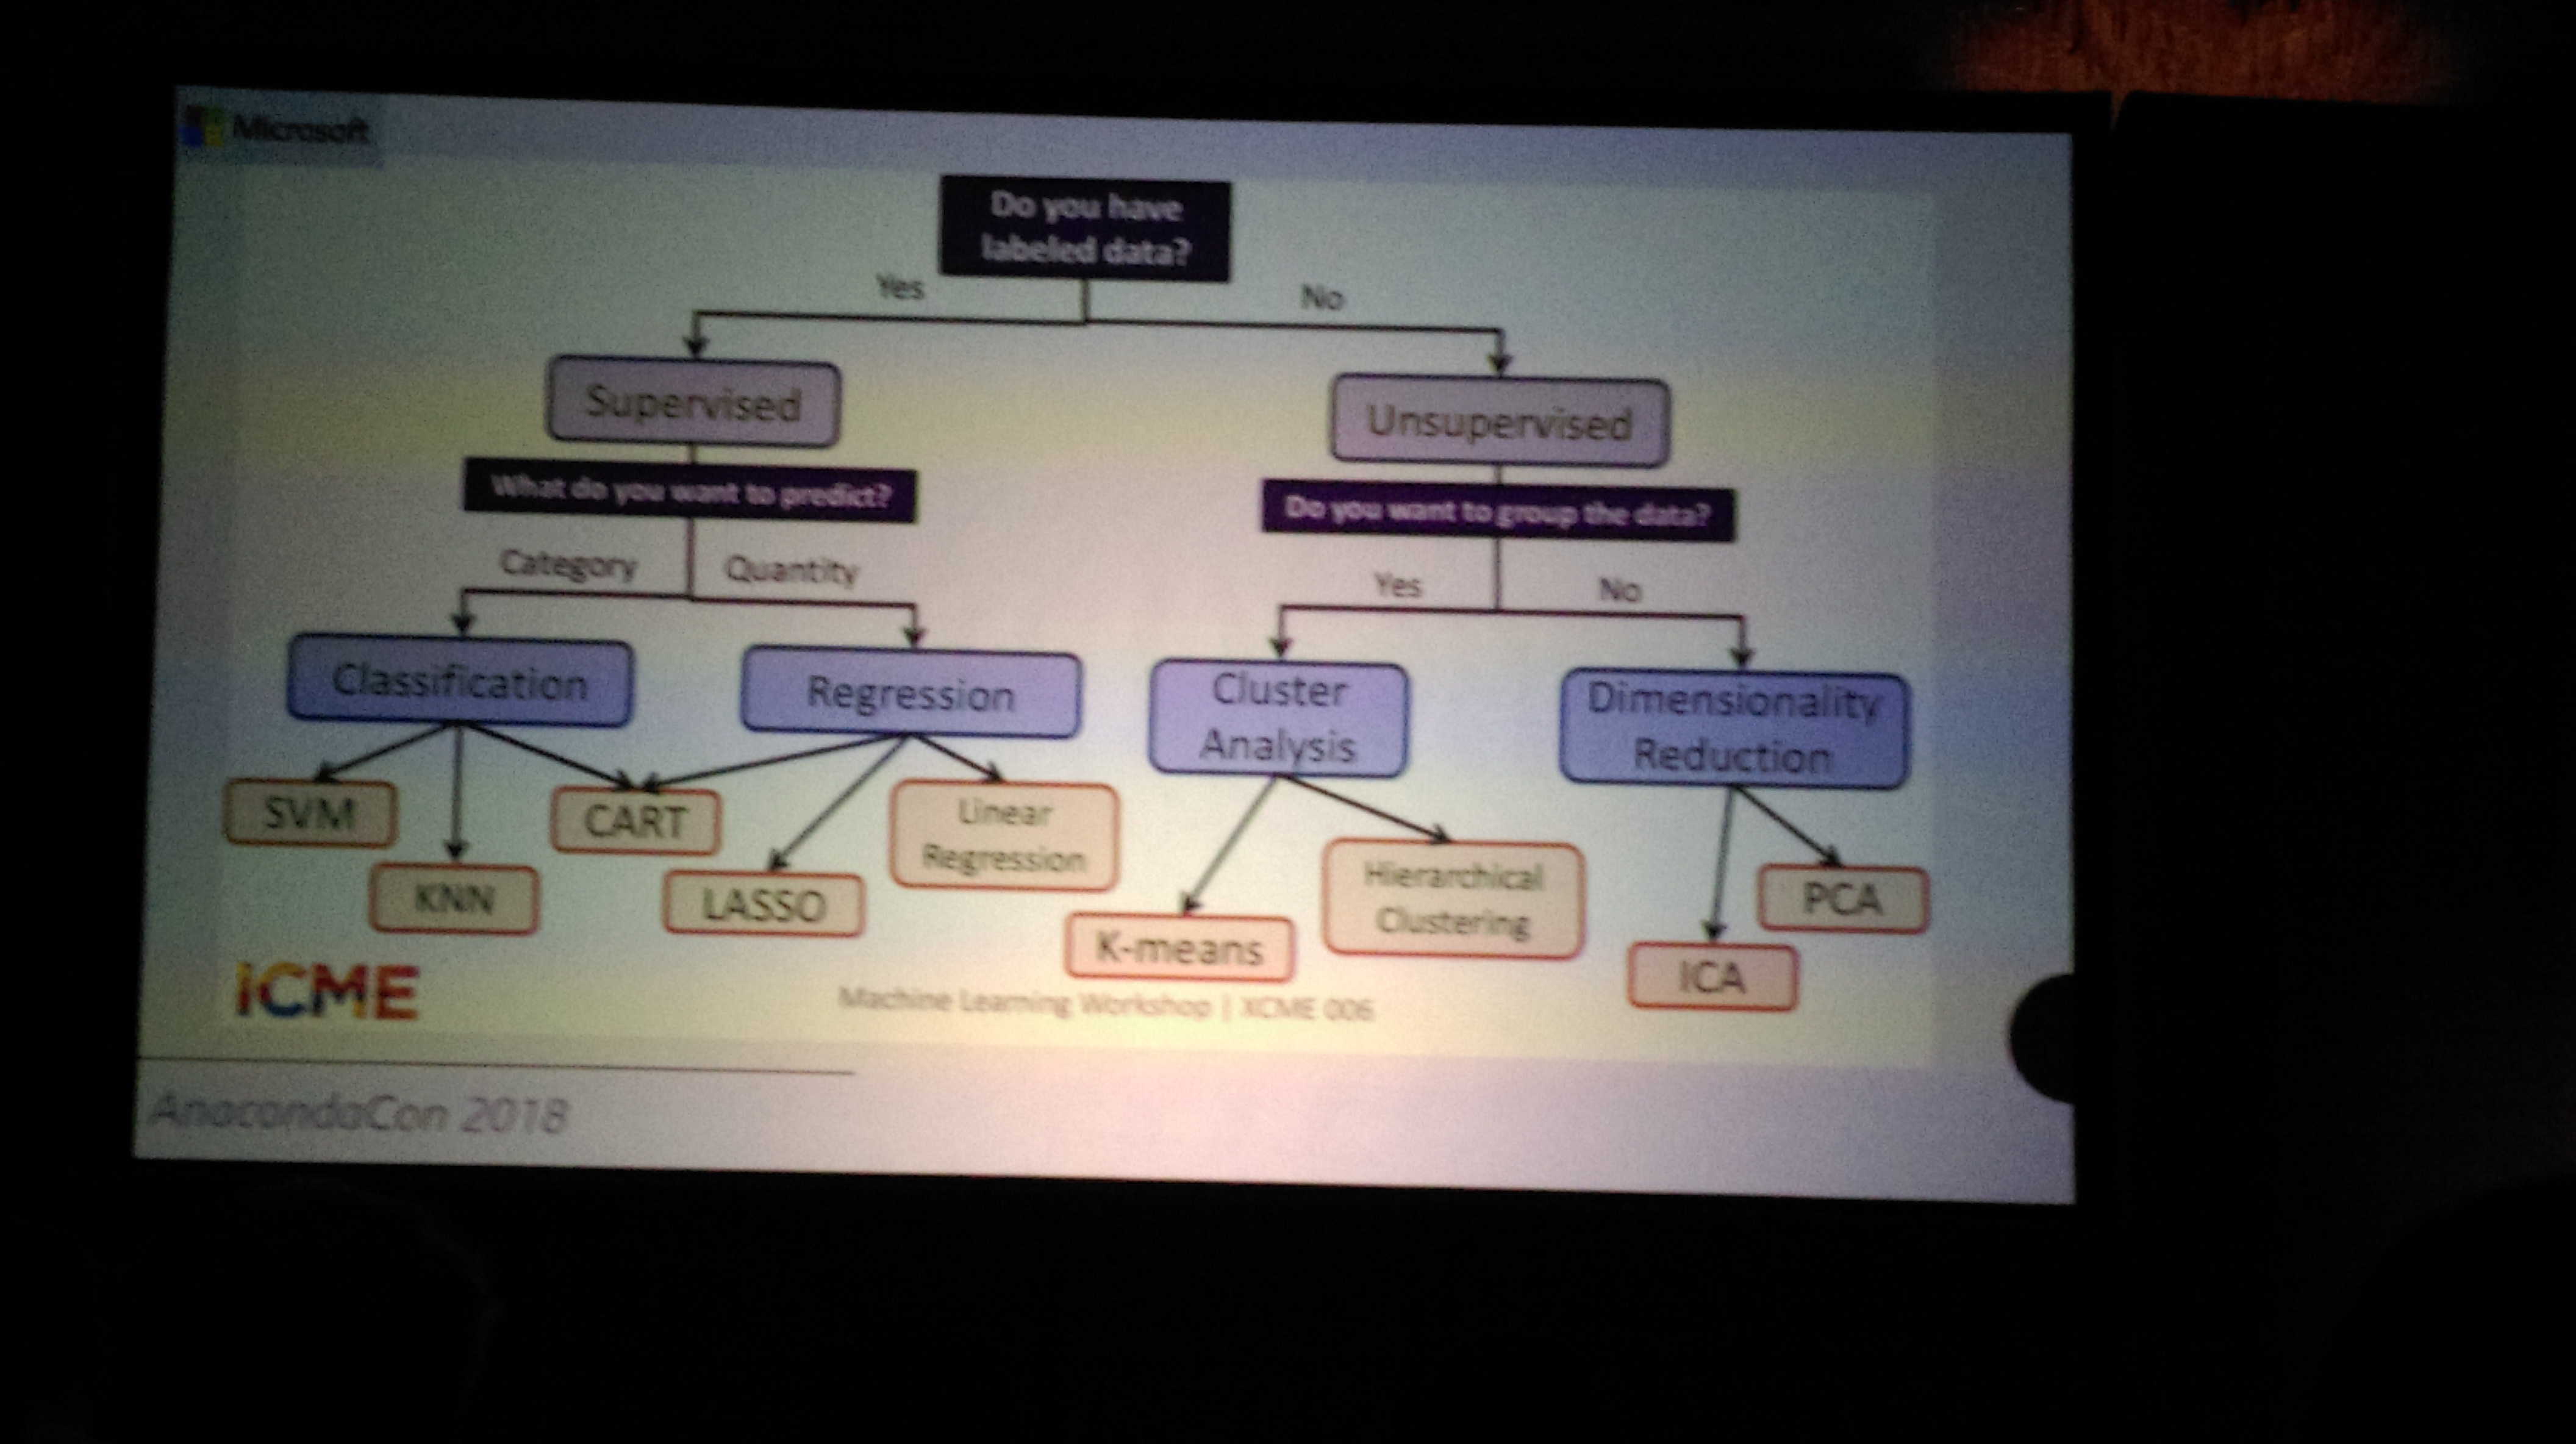 Microsoft
Do you have
labeled data?
Yes
No
Supervised
Unsupervised
What do you want to predict?
Do you want to group the data?
Category
Quantity
Yes
No
Classification
Regression
Cluster
Analysis
Dimensionality
Reduction
SVM
KNN
CART
LASSO
Linear
Regression
K-means
Hierarchical
Clustering
ICA
PCA
ICME
Machine Learning Workshop | XCME 006
AnacondaCon 2018